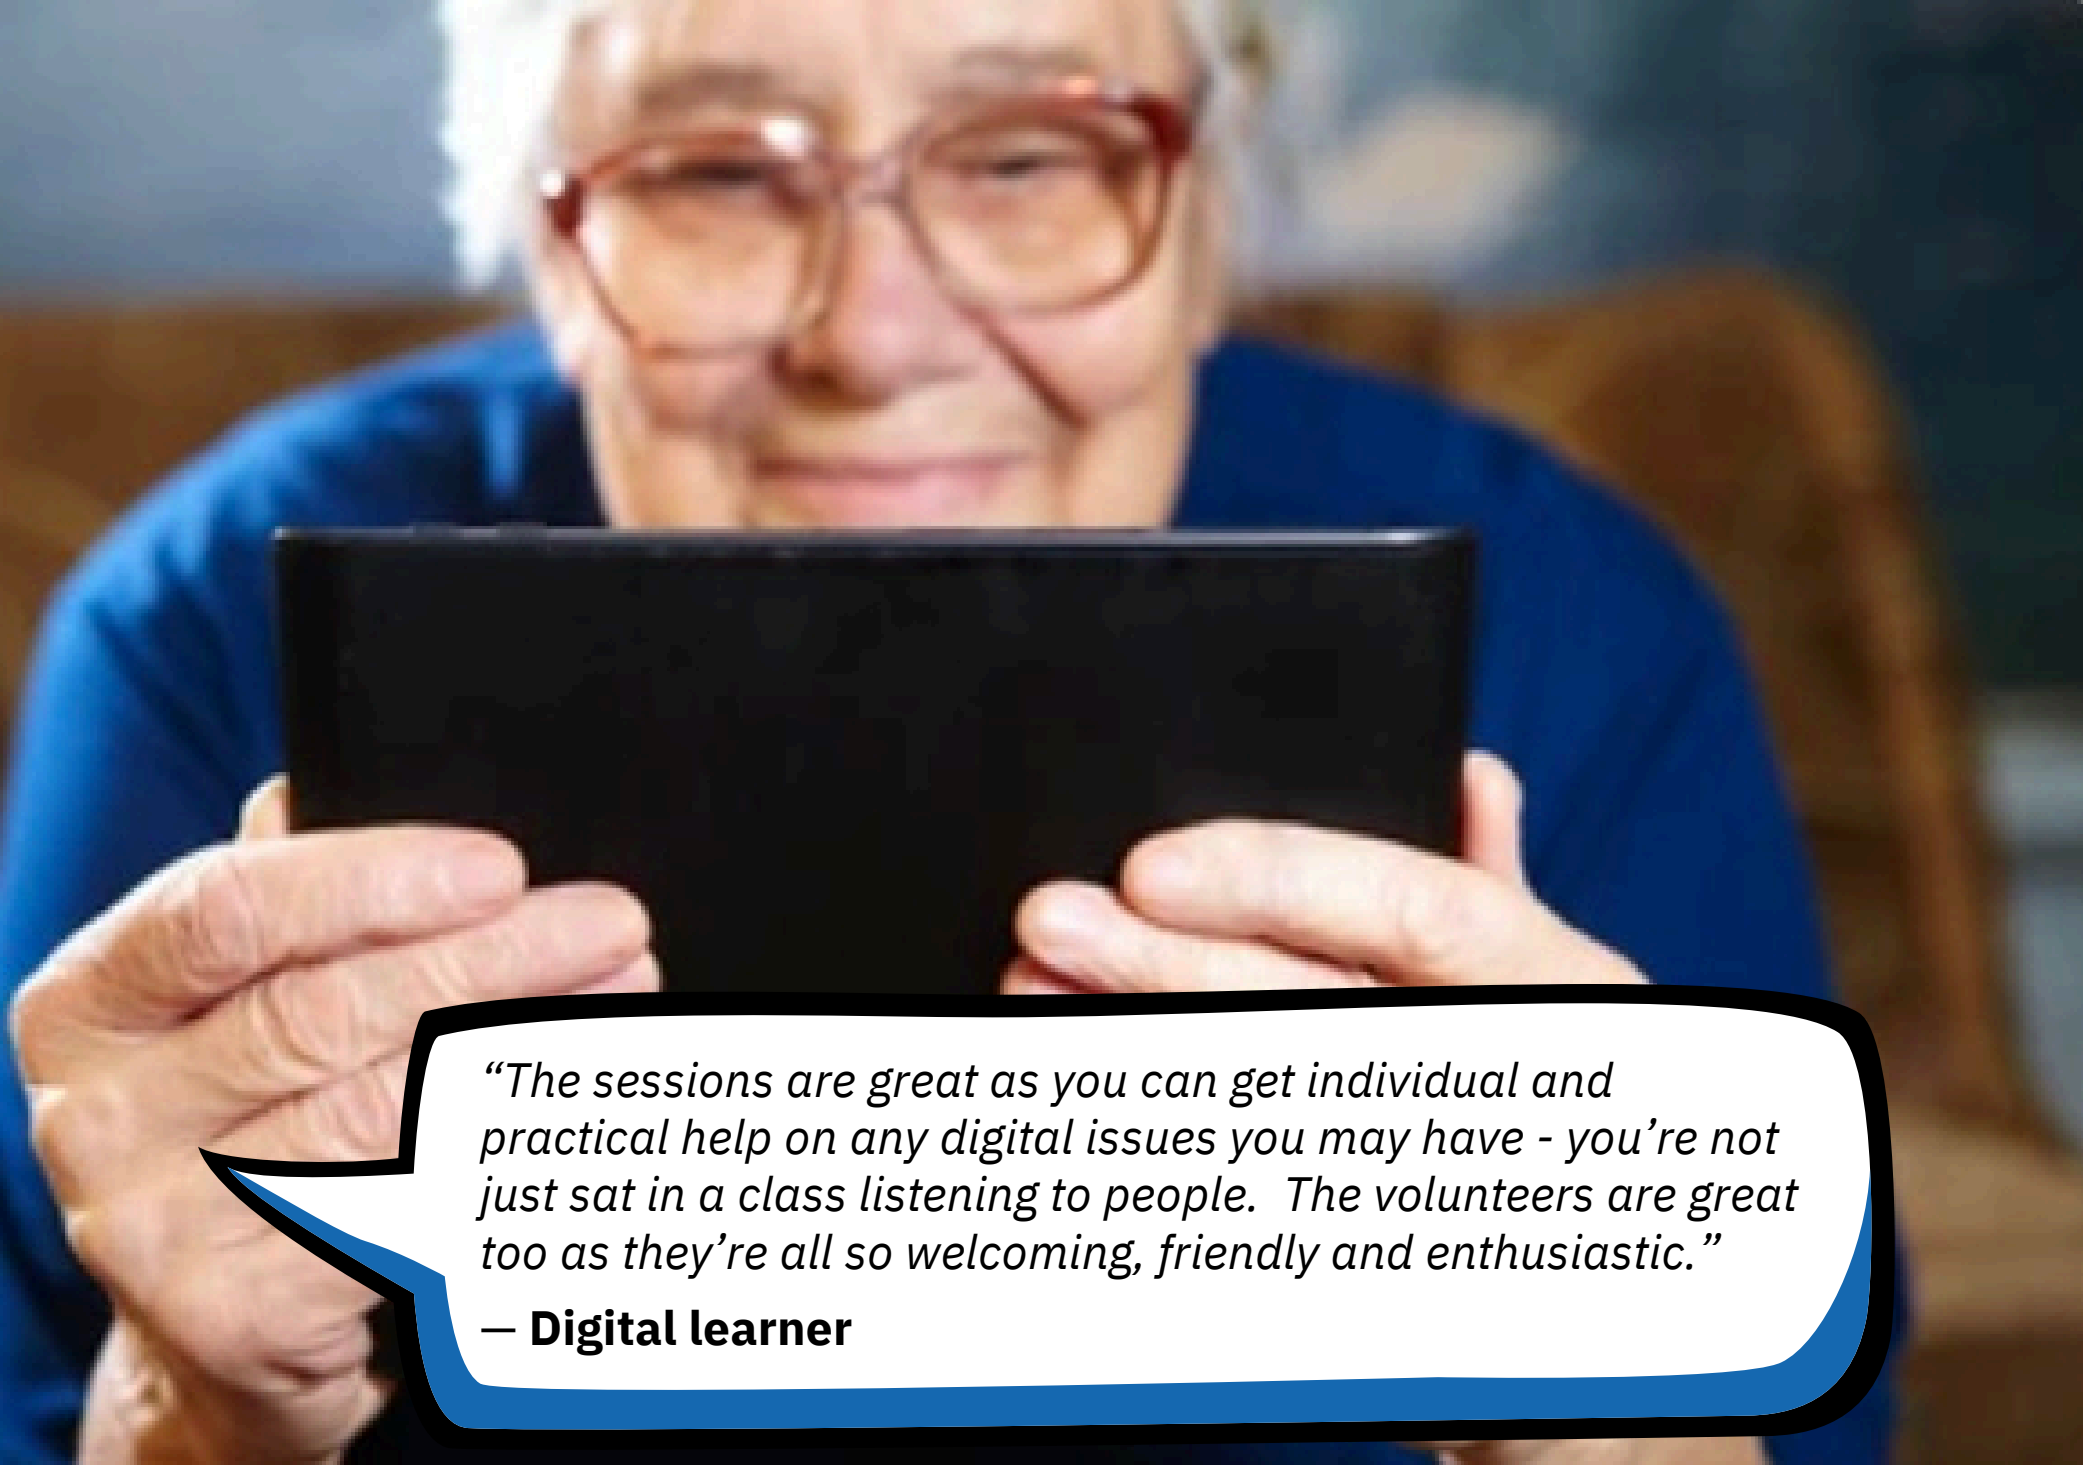 “The sessions are great as you can get individual and
practical help on any digital issues you may have - you’re not
just sat in a class listening to people.  The volunteers are great
too as they’re all so welcoming, friendly and enthusiastic.”
— Digital learner